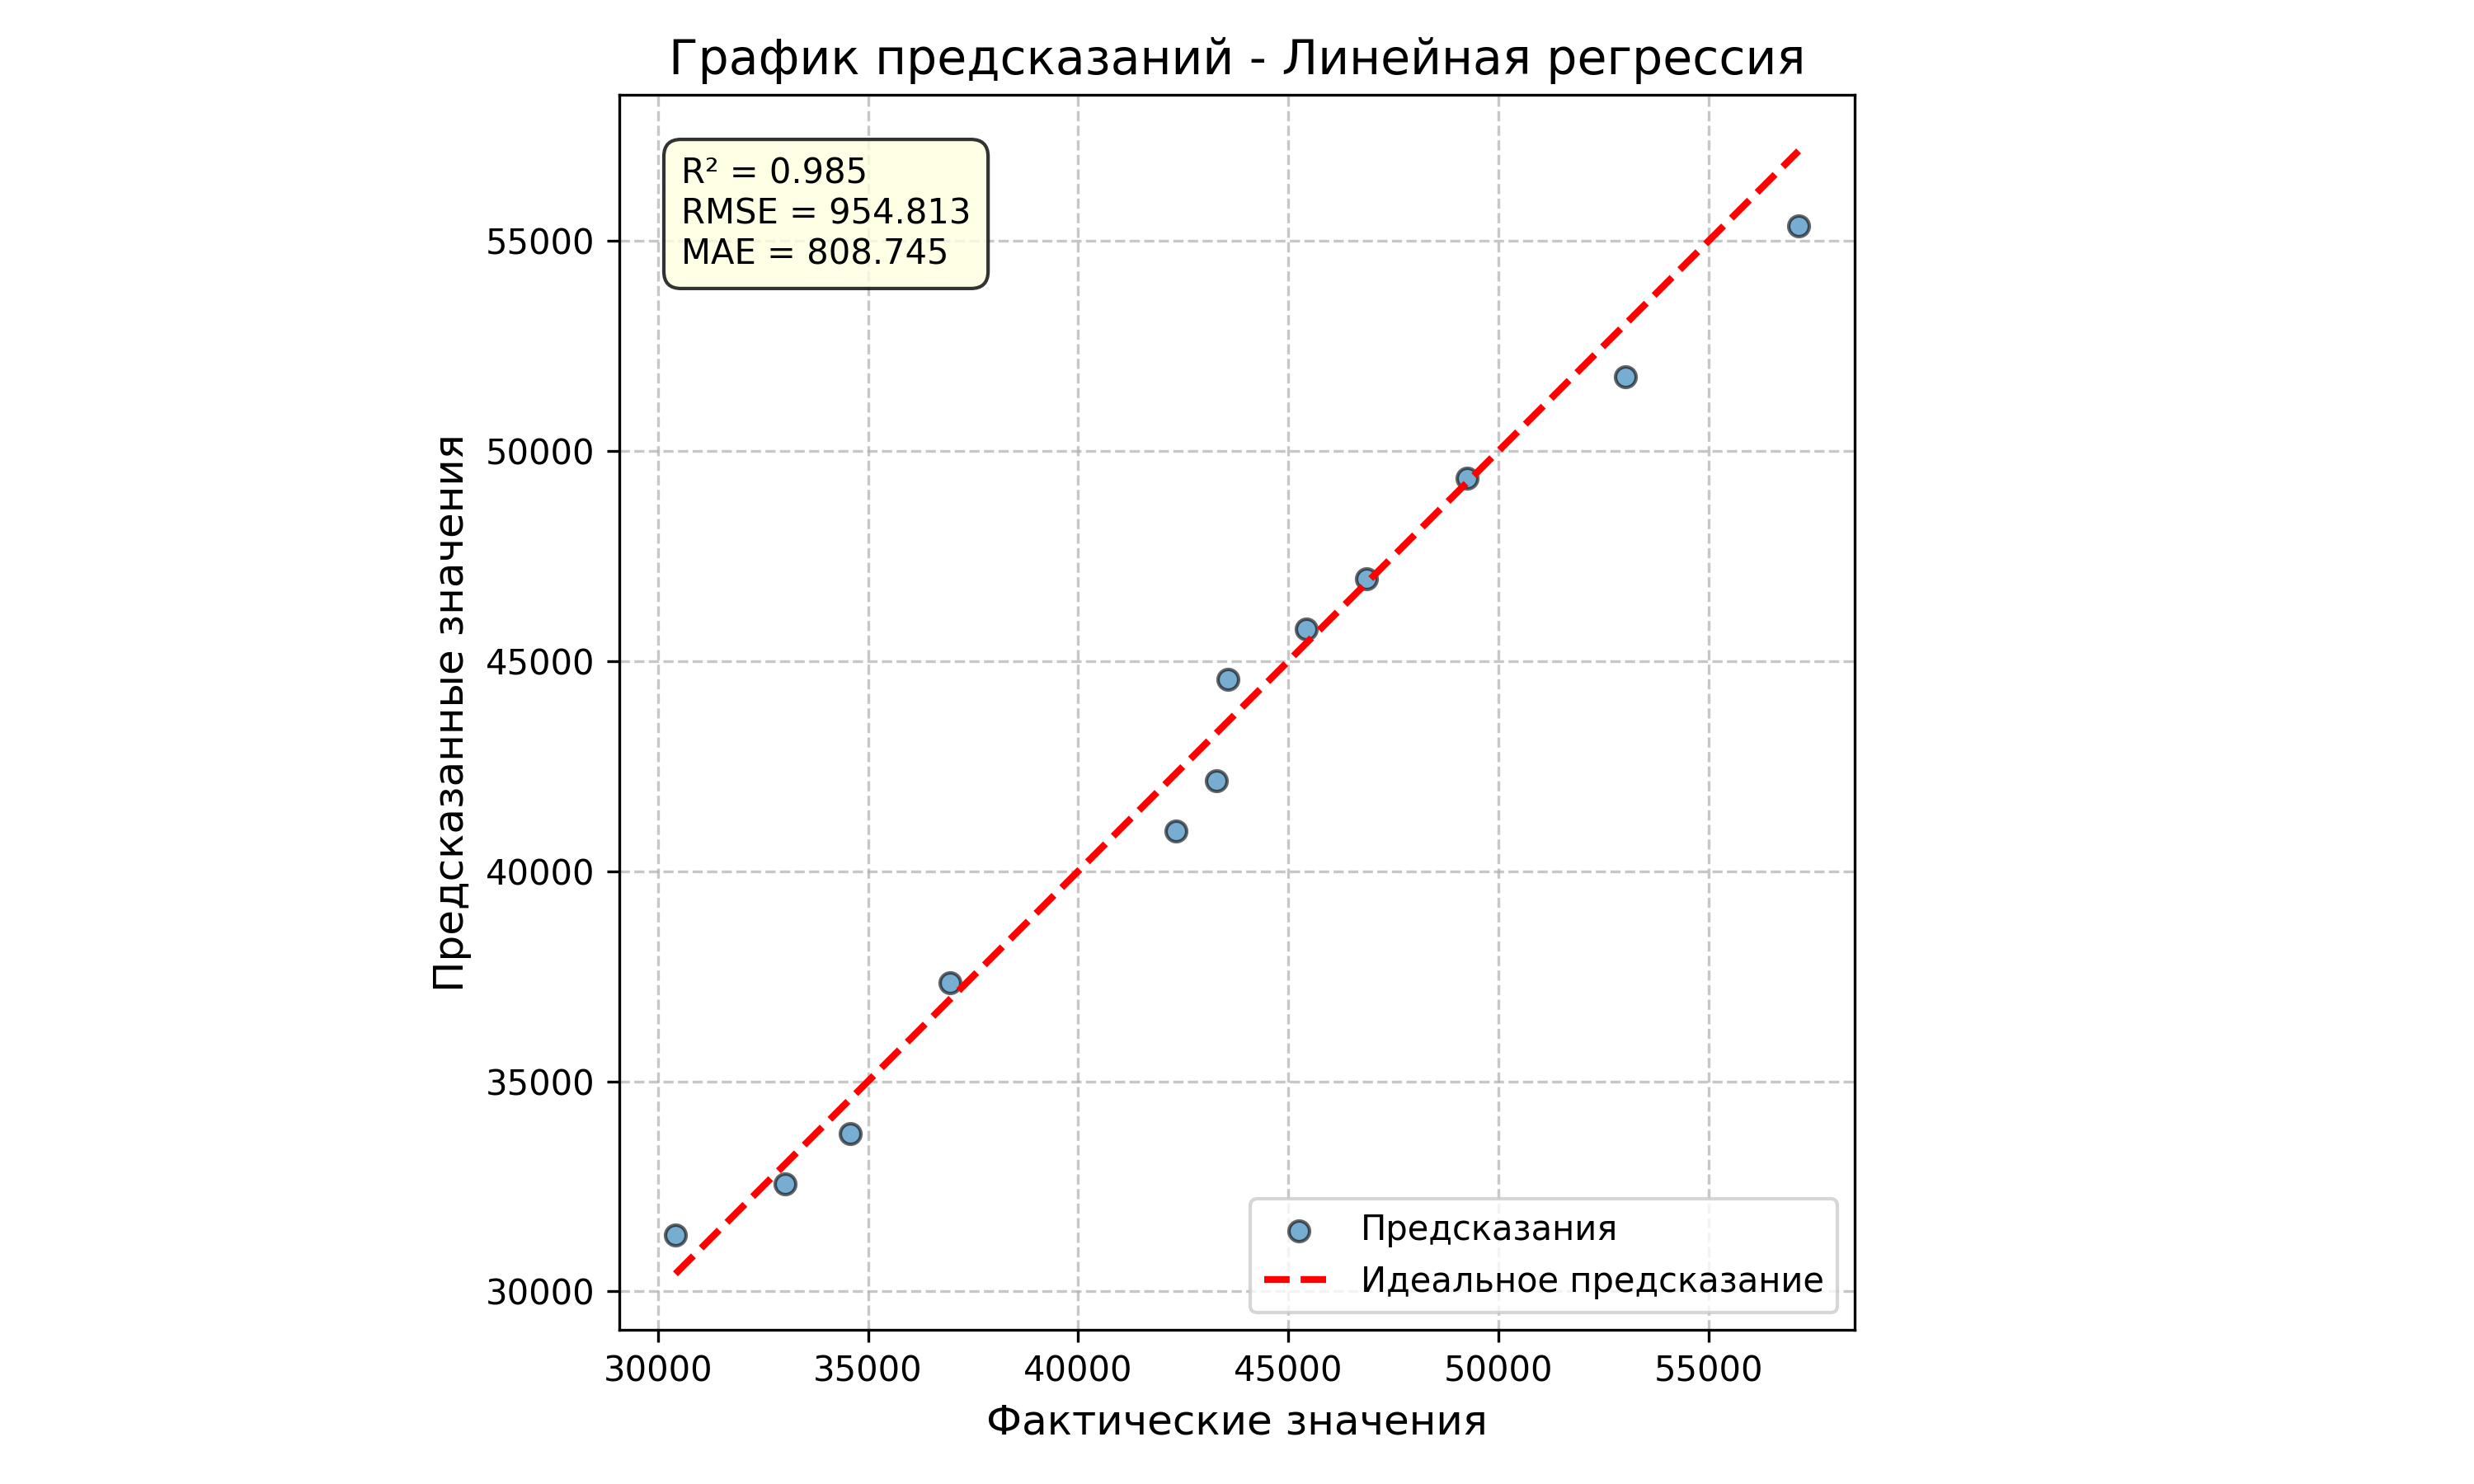 График предсказаний - Линейная регрессия
R² = 0.985
RMSE = 954.813
MAE = 808.745
Предсказанные значения
55000
50000
45000
40000
35000
30000
Предсказания
Идеальное предсказание
30000 35000 40000 45000 50000 55000
Фактические значения